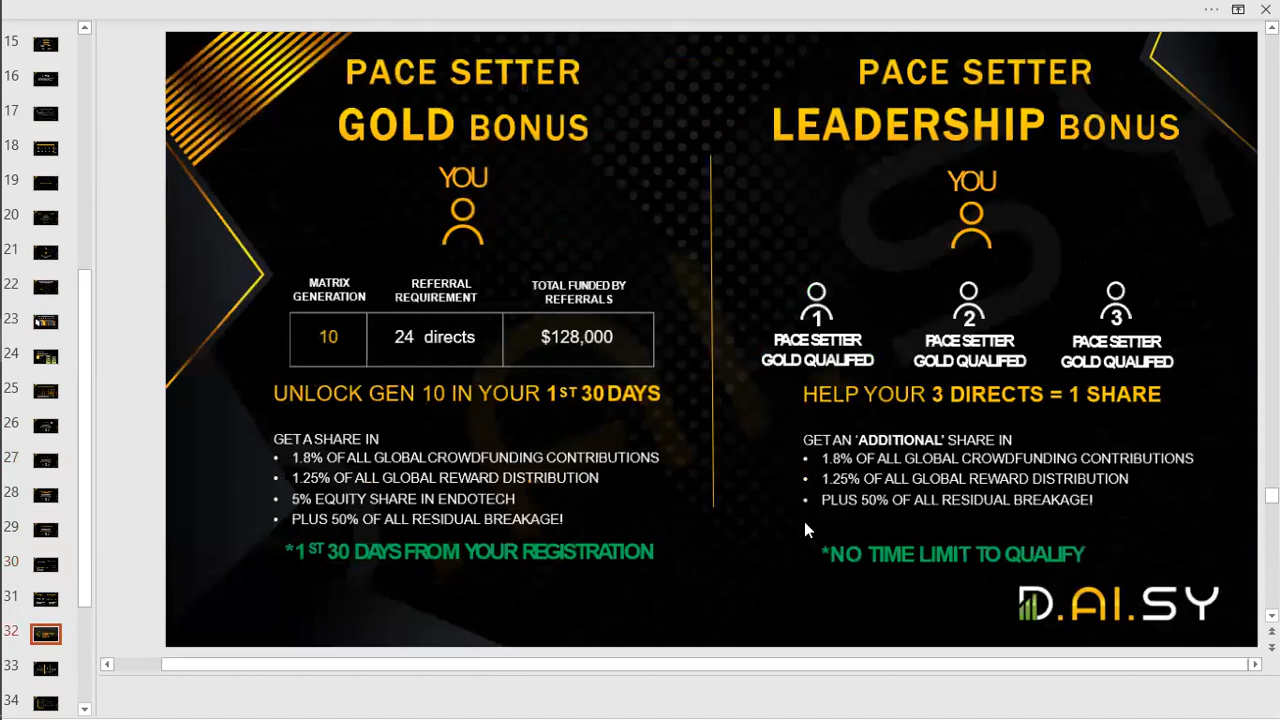 15
16
17
18
19
20
21
22
23
24
25
26
27
28
29
30
31
32
33
34
PACE SETTER
GOLD BONUS
YOU
MATRIX GENERATION
REFERRAL REQUIREMENT
TOTAL FUNDED BY REFERRALS
10
24 directs
$128,000
UNLOCK GEN 10 IN YOUR 1ST 30 DAYS
GET A SHARE IN
• 1.8% OF ALL GLOBAL CROWDFUNDING CONTRIBUTIONS
• 1.25% OF ALL GLOBAL REWARD DISTRIBUTION
• 5% EQUITY SHARE IN ENDOTECH
• PLUS 50% OF ALL RESIDUAL BREAKAGE!
*1ST 30 DAYS FROM YOUR REGISTRATION
PACE SETTER
LEADERSHIP BONUS
YOU
1
PACE SETTER
GOLD QUALIFED
2
PACE SETTER
GOLD QUALIFED
3
PACE SETTER
GOLD QUALIFED
HELP YOUR 3 DIRECTS = 1 SHARE
GET AN 'ADDITIONAL' SHARE IN
• 1.8% OF ALL GLOBAL CROWDFUNDING CONTRIBUTIONS
• 1.25% OF ALL GLOBAL REWARD DISTRIBUTION
• PLUS 50% OF ALL RESIDUAL BREAKAGE!
*NO TIME LIMIT TO QUALIFY
D.AI.SY